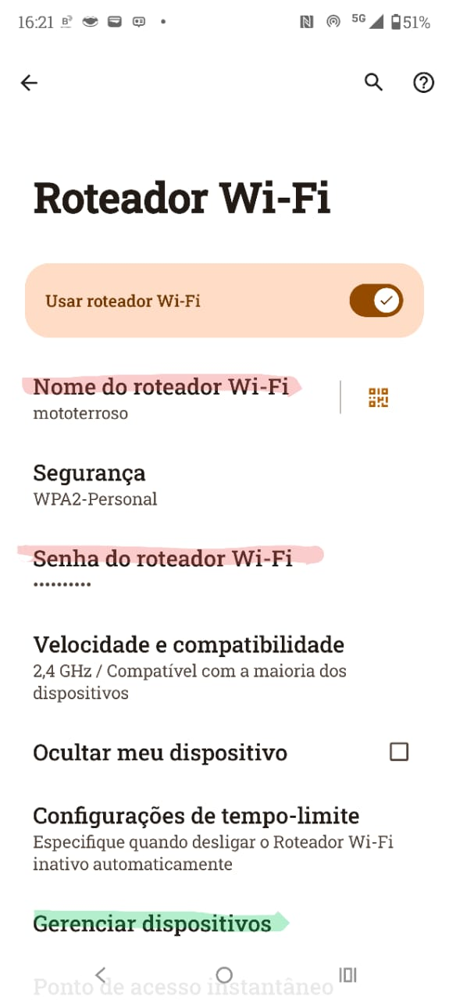 16:21 5G 51%
Roteador Wi-Fi
Usar roteador Wi-Fi
Nome do roteador Wi-Fi
mototerroso
Segurança
WPA2-Personal
Senha do roteador Wi-Fi
••••••••••
Velocidade e compatibilidade
2,4 GHz / Compatível com a maioria dos
dispositivos
Ocultar meu dispositivo
Configurações de tempo-limite
Especifique quando desligar o Roteador Wi-Fi
inativo automaticamente
Gerenciar dispositivos
Ponto de acesso instantâneo